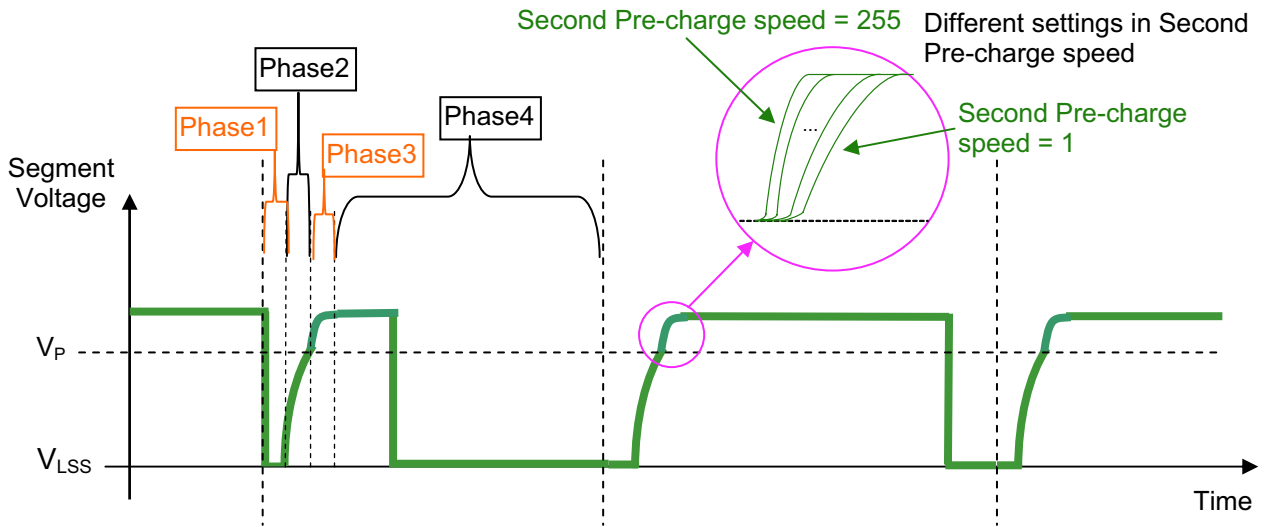 Second Pre-charge speed = 255
Different settings in Second
Pre-charge speed
Phase2
Phase1
Phase4
Phase3
...
Second Pre-charge
speed = 1
Segment
Voltage
VP
VLSS
Time